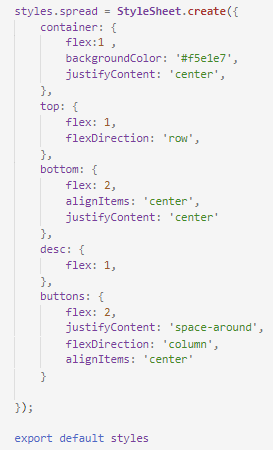 styles.spread = StyleSheet.create({
    container: {
        flex:1 ,
        backgroundColor: '#f5e1e7',
        justifyContent: 'center',
    },
    top: {
        flex: 1,
        flexDirection: 'row',
    },
    bottom: {
        flex: 2,
        alignItems: 'center',
        justifyContent: 'center'
    },
    desc: {
        flex: 1,
    },
    buttons: {
        flex: 2,
        justifyContent: 'space-around',
        flexDirection: 'column',
        alignItems: 'center'
    }

});

export default styles